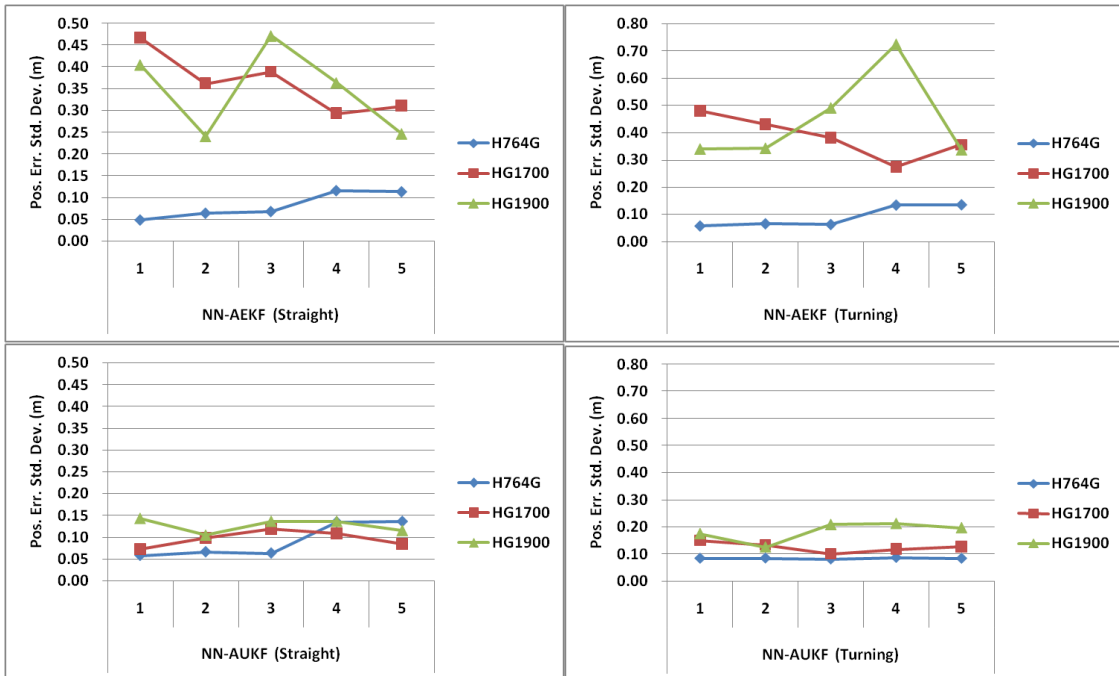 Pos. Err. Std. Dev. (m)
0.50
0.45
0.40
0.35
0.30
0.25
0.20
0.15
0.10
0.05
0.00
1 2 3 4 5
NN-AEKF (Straight)
H764G
HG1700
HG1900
Pos. Err. Std. Dev. (m)
0.80
0.70
0.60
0.50
0.40
0.30
0.20
0.10
0.00
1 2 3 4 5
NN-AEKF (Turning)
H764G
HG1700
HG1900
Pos. Err. Std. Dev. (m)
0.50
0.45
0.40
0.35
0.30
0.25
0.20
0.15
0.10
0.05
0.00
1 2 3 4 5
NN-AUKF (Straight)
H764G
HG1700
HG1900
Pos. Err. Std. Dev. (m)
0.80
0.70
0.60
0.50
0.40
0.30
0.20
0.10
0.00
1 2 3 4 5
NN-AUKF (Turning)
H764G
HG1700
HG1900